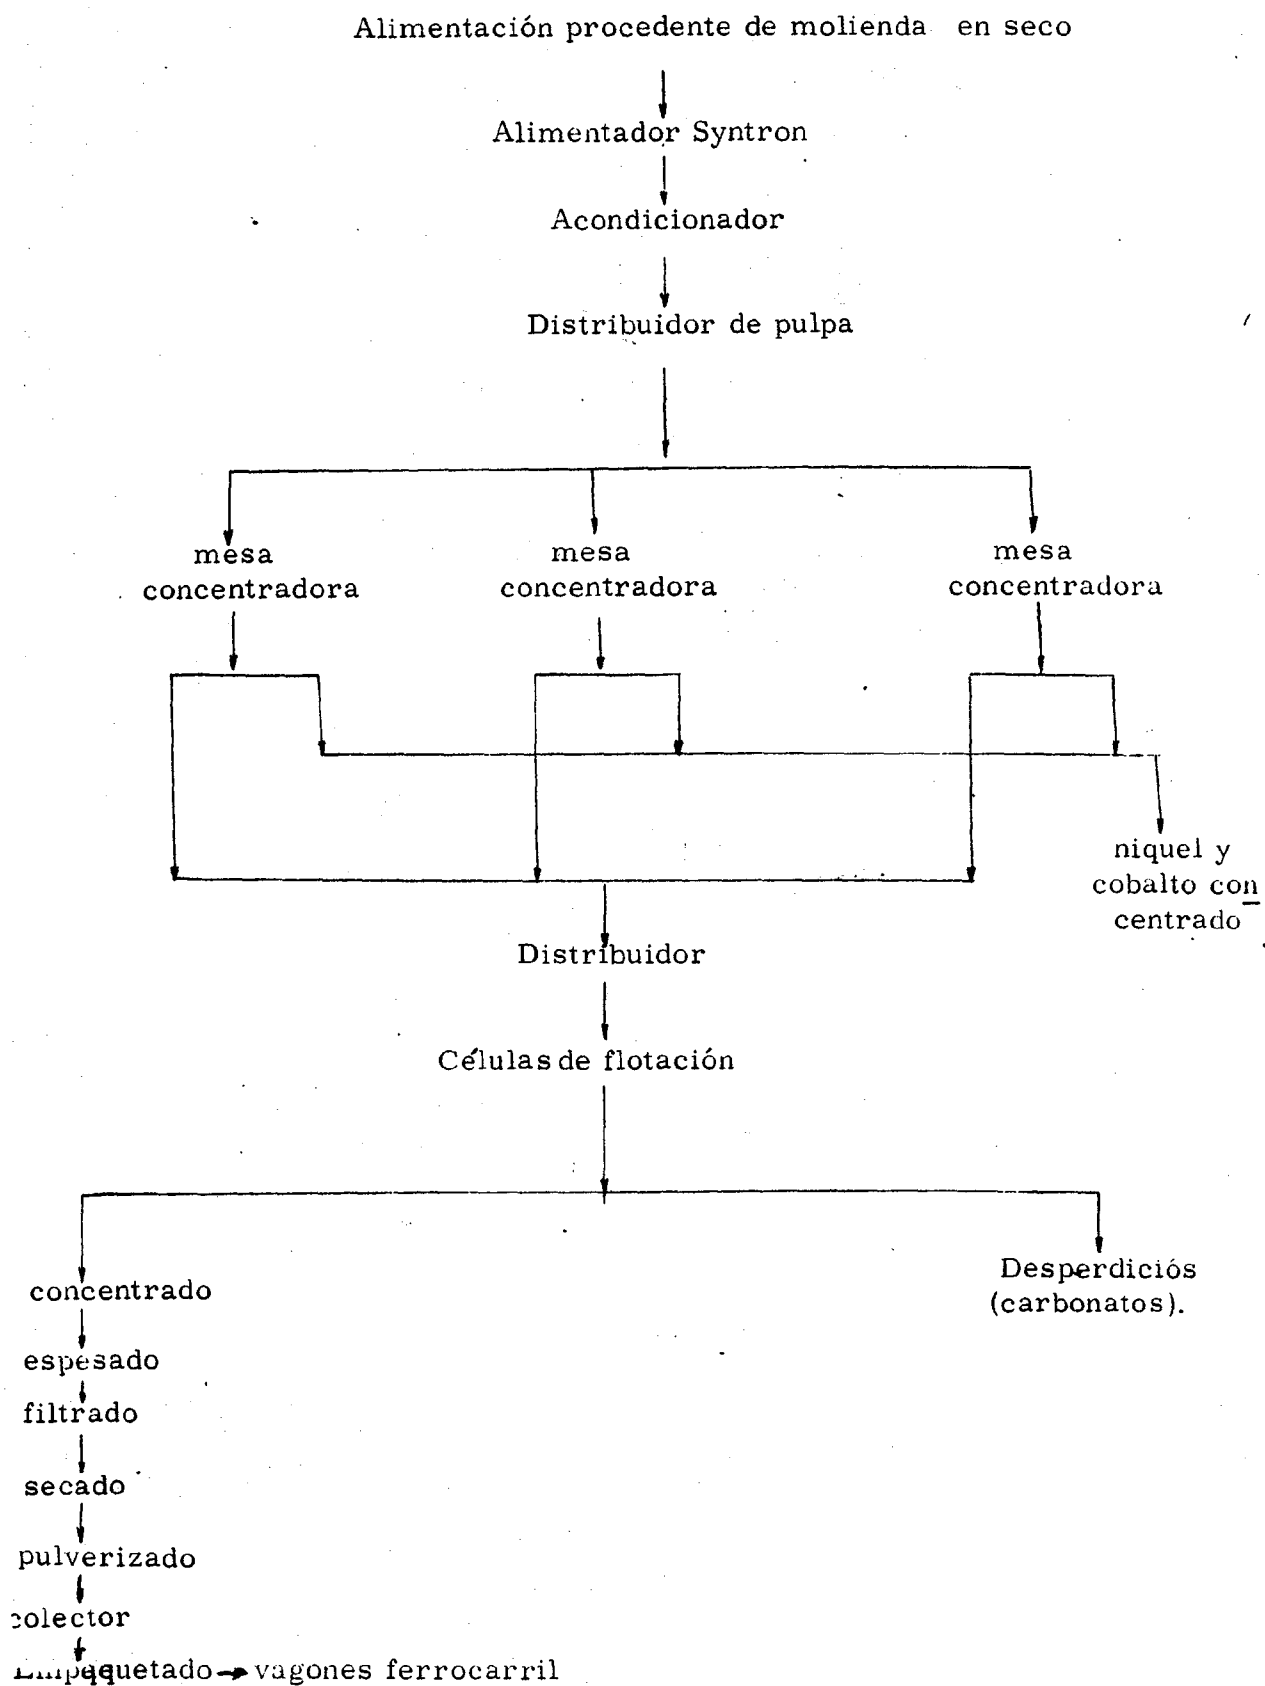 Alimentación procedente de molienda en seco
Alimentador Syntron
Acondicionador
Distribuidor de pulpa
mesa
concentradora
mesa
concentradora
mesa
concentradora
niquel y
cobalto con
centrado
Distribuidor
Células de flotación
concentrado
Desperdiciós
(carbonatos).
espesado
filtrado
secado
pulverizado
colector
Empaquetado → vagones ferrocarril